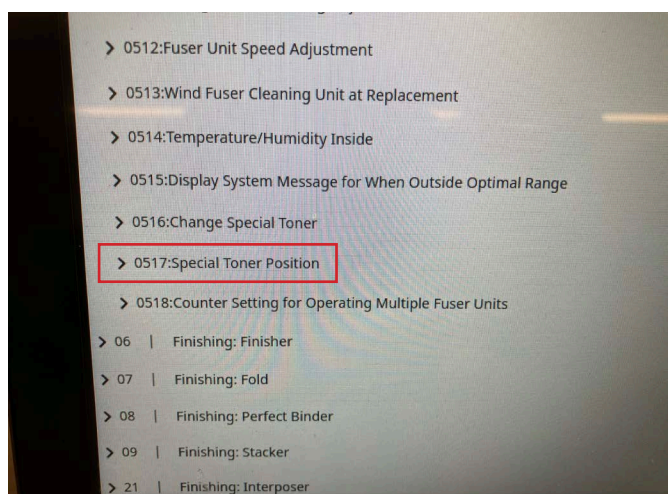 0512:Fuser Unit Speed Adjustment
0513:Wind Fuser Cleaning Unit at Replacement
0514:Temperature/Humidity Inside
0515:Display System Message for When Outside Optimal Range
0516:Change Special Toner
0517:Special Toner Position
0518:Counter Setting for Operating Multiple Fuser Units
06 | Finishing: Finisher
07 | Finishing: Fold
08 | Finishing: Perfect Binder
09 | Finishing: Stacker
21 | Finishing: Interposer